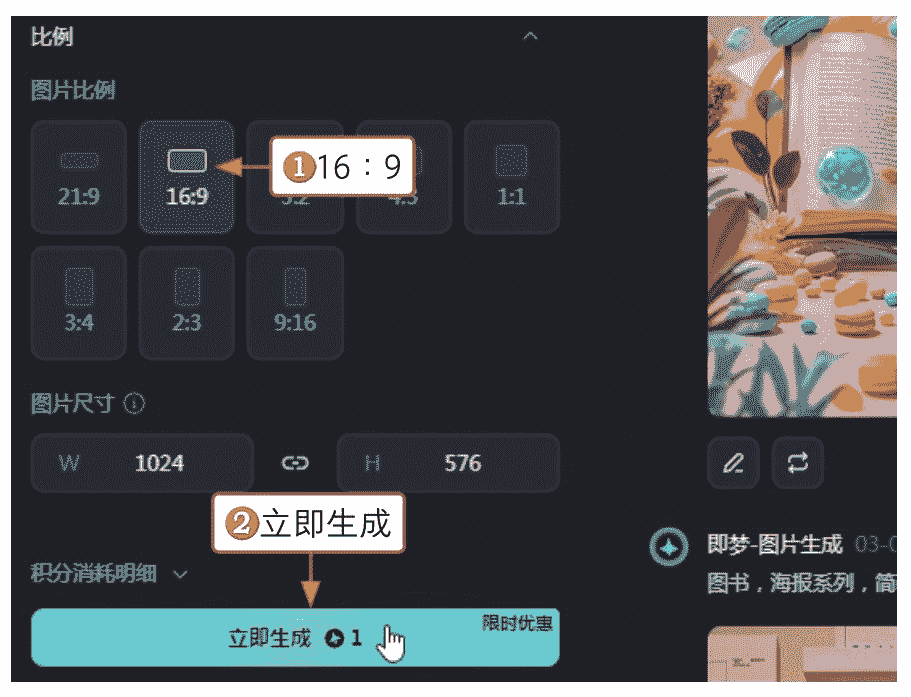 比例
图片比例
21:9
16:9
1:1
❶16：9
3:4
2:3
9:16
图片尺寸
W 1024
H 576
❷立即生成
积分消耗明细
立即生成 1
限时优惠
即梦-图片生成 03-0
图书，海报系列，简